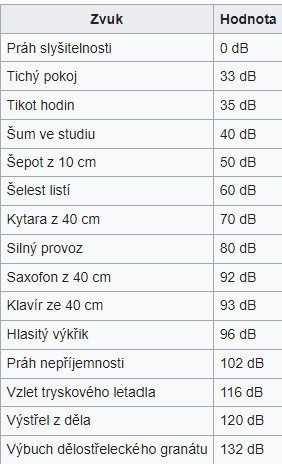 Zvuk Hodnota
Práh slyšitelnosti 0 dB
Tichý pokoj 33 dB
Tikot hodin 35 dB
Šum ve studiu 40 dB
Šepot z 10 cm 50 dB
Šelest listí 60 dB
Kytara z 40 cm 70 dB
Silný provoz 80 dB
Saxofon z 40 cm 92 dB
Klavír ze 40 cm 93 dB
Hlasitý výkřik 96 dB
Práh nepříjemnosti 102 dB
Vzlet tryskového letadla 116 dB
Výstřel z děla 120 dB
Výbuch dělostřeleckého granátu 132 dB